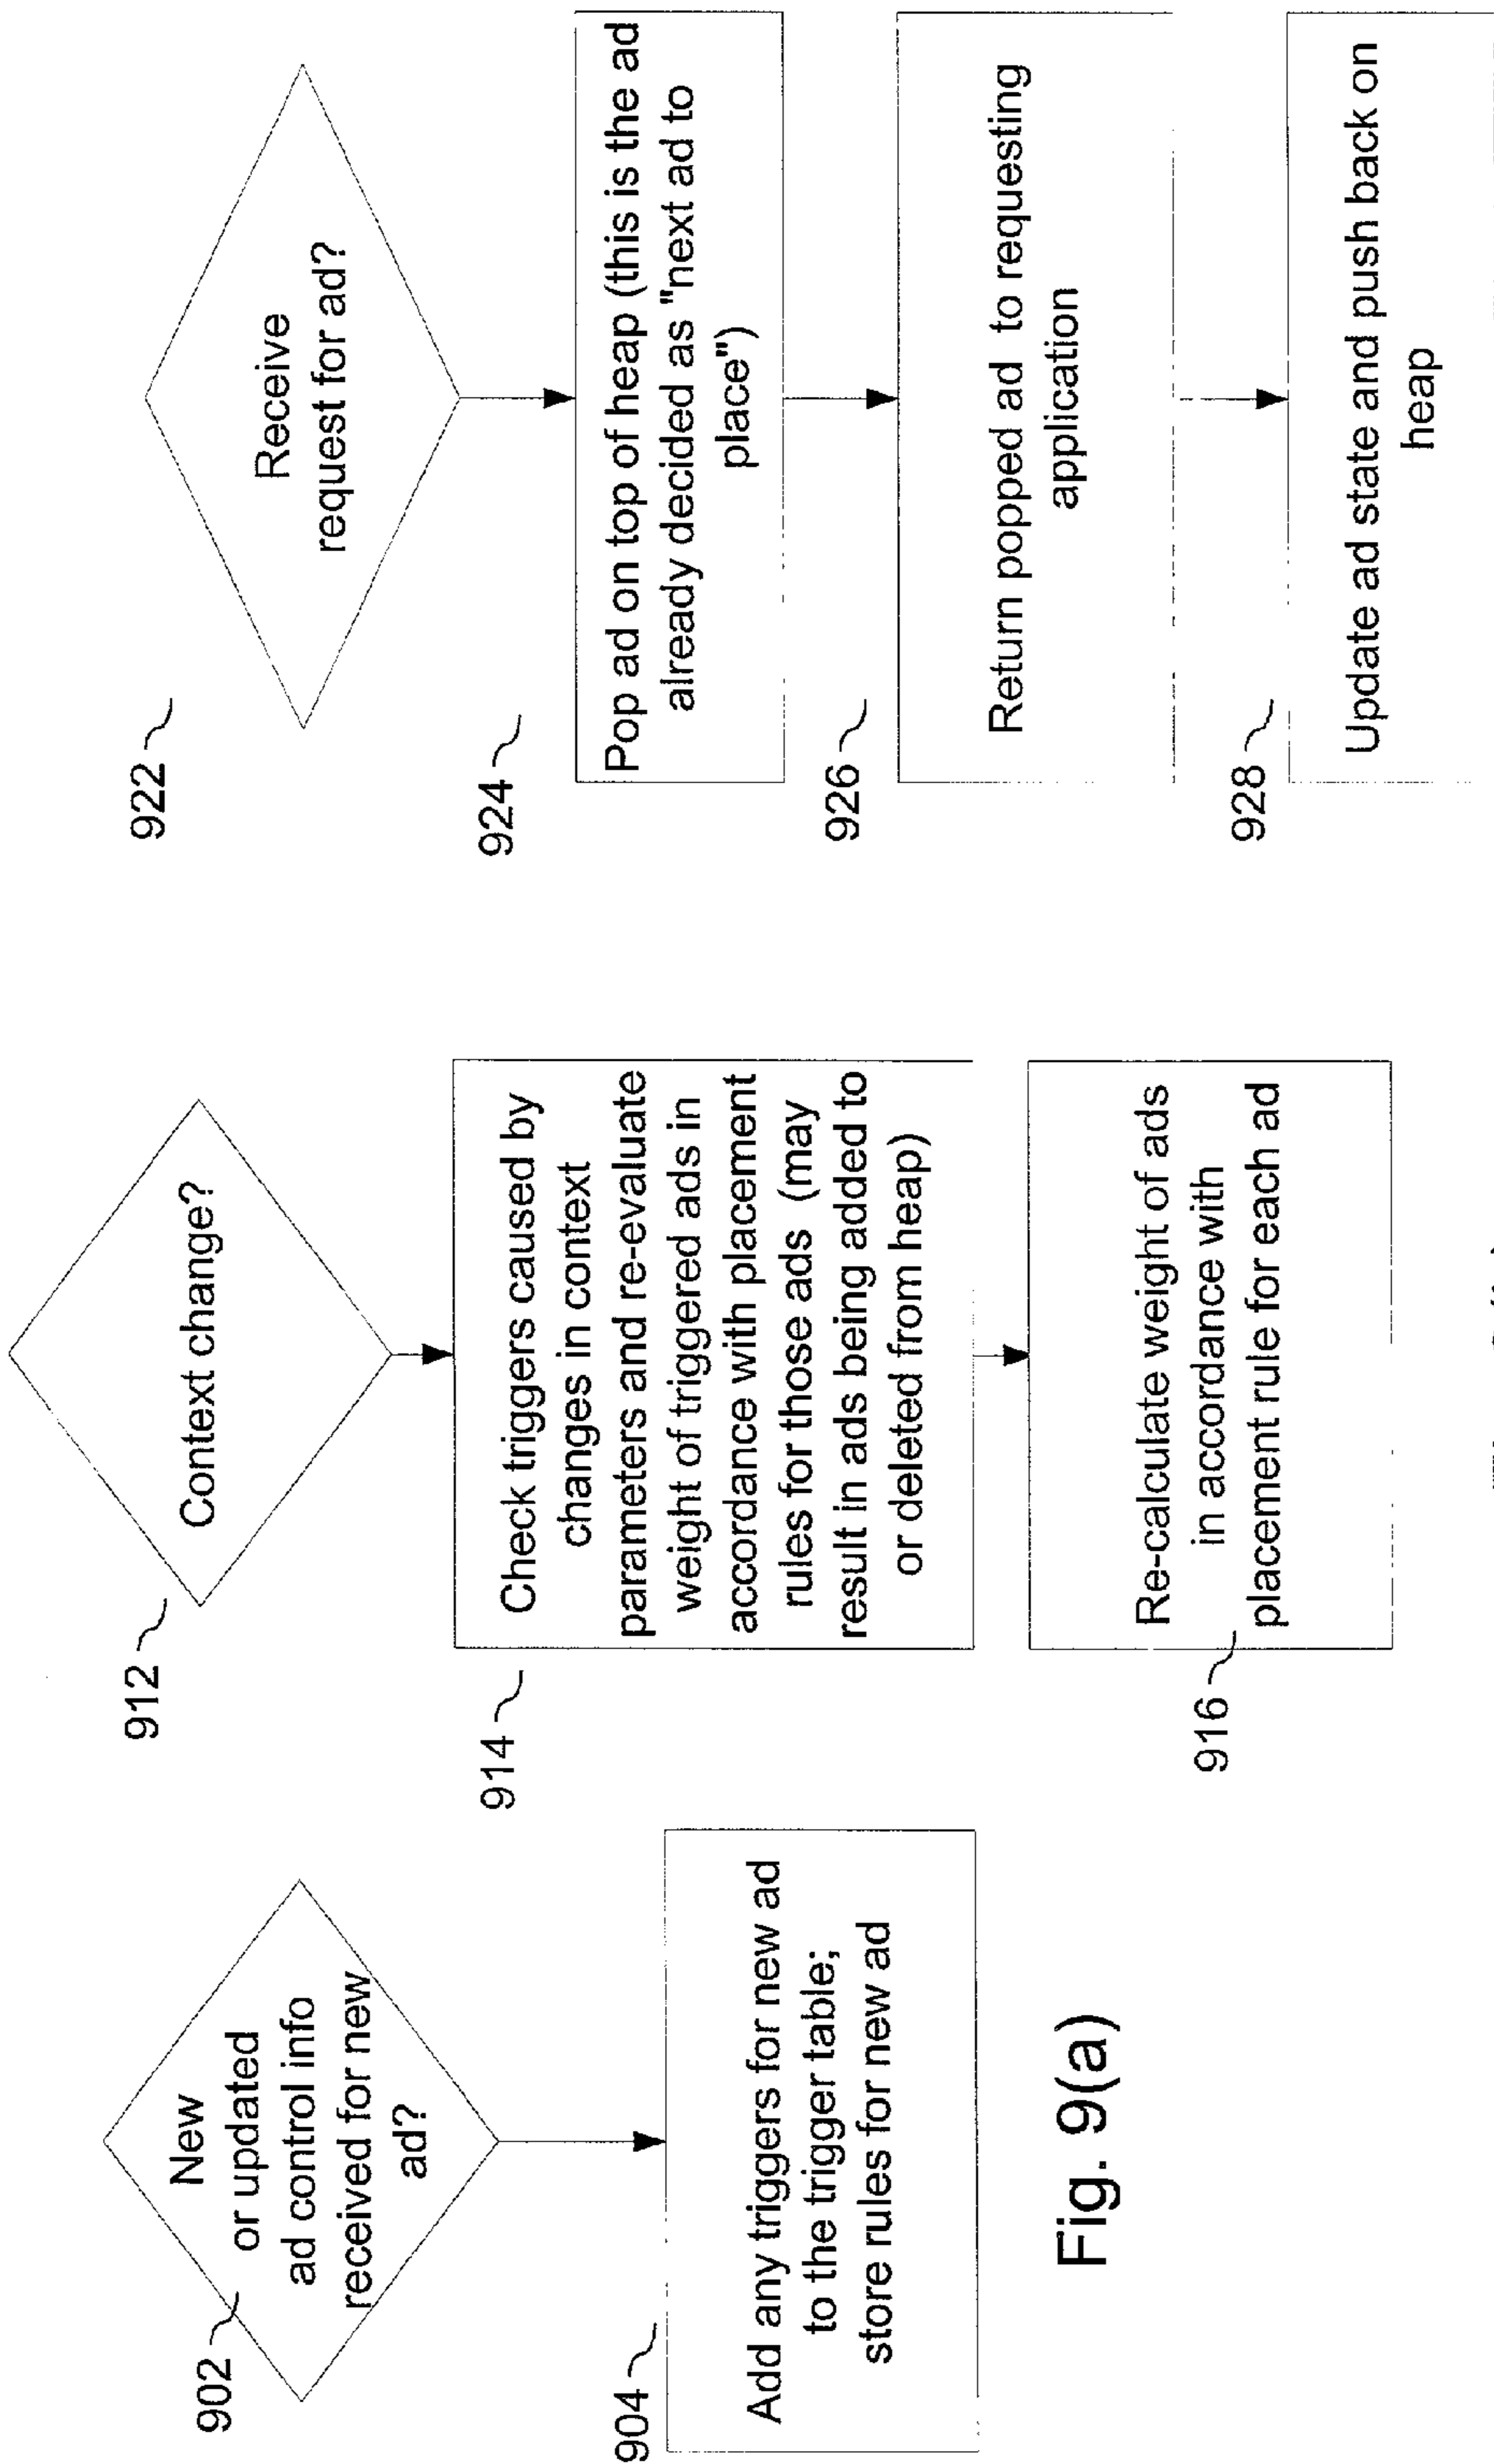 902
New
or updated
ad control info
received for new
ad?
904
Add any triggers for new ad
to the trigger table;
store rules for new ad
Fig. 9(a)
912
Context change?
914
Check triggers caused by
changes in context
parameters and re-evaluate
weight of triggered ads in
accordance with placement
rules for those ads (may
result in ads being added to
or deleted from heap)
916
Re-calculate weight of ads
in accordance with
placement rule for each ad
922
Receive
request for ad?
924
Pop ad on top of heap (this is the ad
already decided as "next ad to
place")
926
Return popped ad to requesting
application
928
Update ad state and push back on
heap